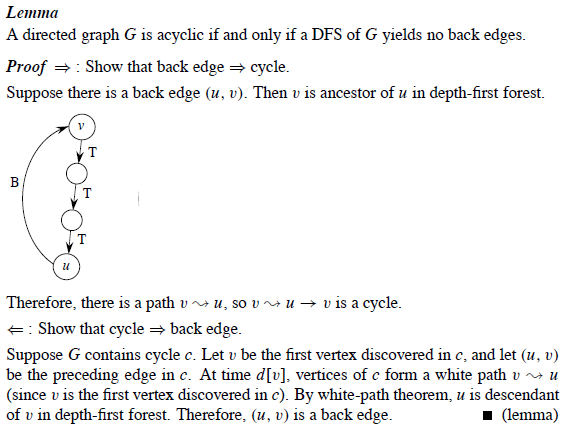 Lemma
A directed graph G is acyclic if and only if a DFS of G yields no back edges.
Proof ⇒ : Show that back edge ⇒ cycle.
Suppose there is a back edge (u, v). Then v is ancestor of u in depth-first forest.
v
T
B
T
T
u
Therefore, there is a path v ⤳ u, so v ⤳ u → v is a cycle.
⇐ : Show that cycle ⇒ back edge.
Suppose G contains cycle c. Let v be the first vertex discovered in c, and let (u, v)
be the preceding edge in c. At time d[v], vertices of c form a white path v ⤳ u
(since v is the first vertex discovered in c). By white-path theorem, u is descendant
of v in depth-first forest. Therefore, (u, v) is a back edge. ■ (lemma)